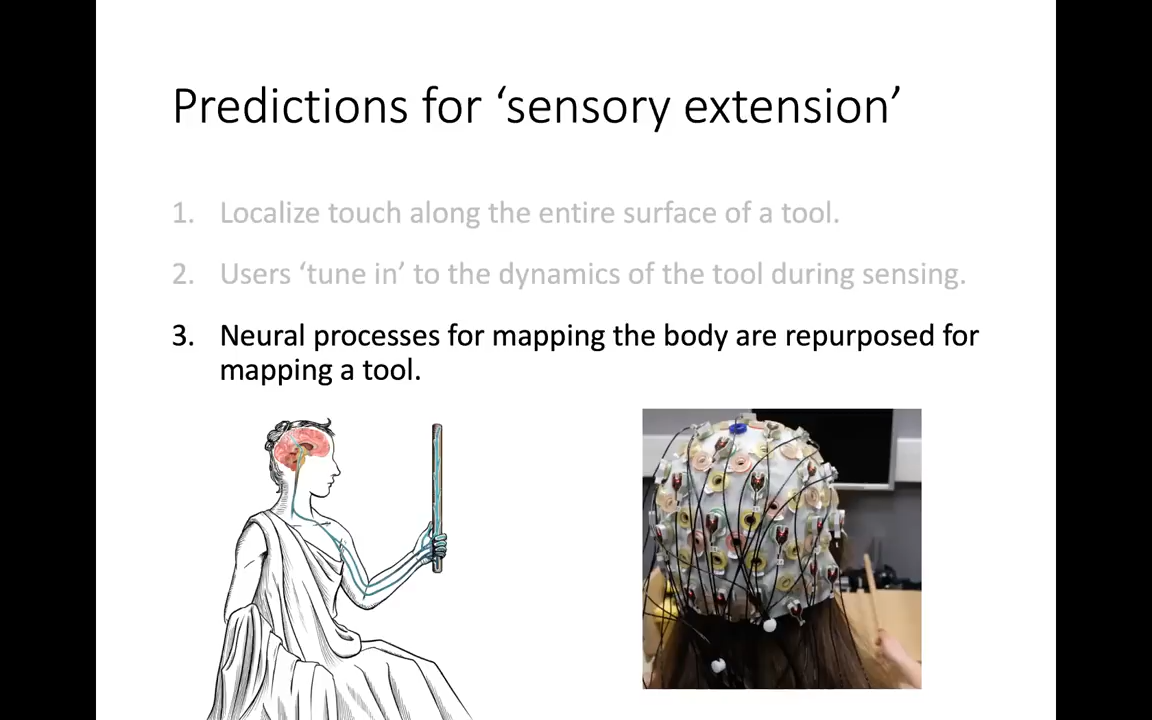 Predictions for ‘sensory extension’
1. Localize touch along the entire surface of a tool.
2. Users ‘tune in’ to the dynamics of the tool during sensing.
3. Neural processes for mapping the body are repurposed for
mapping a tool.